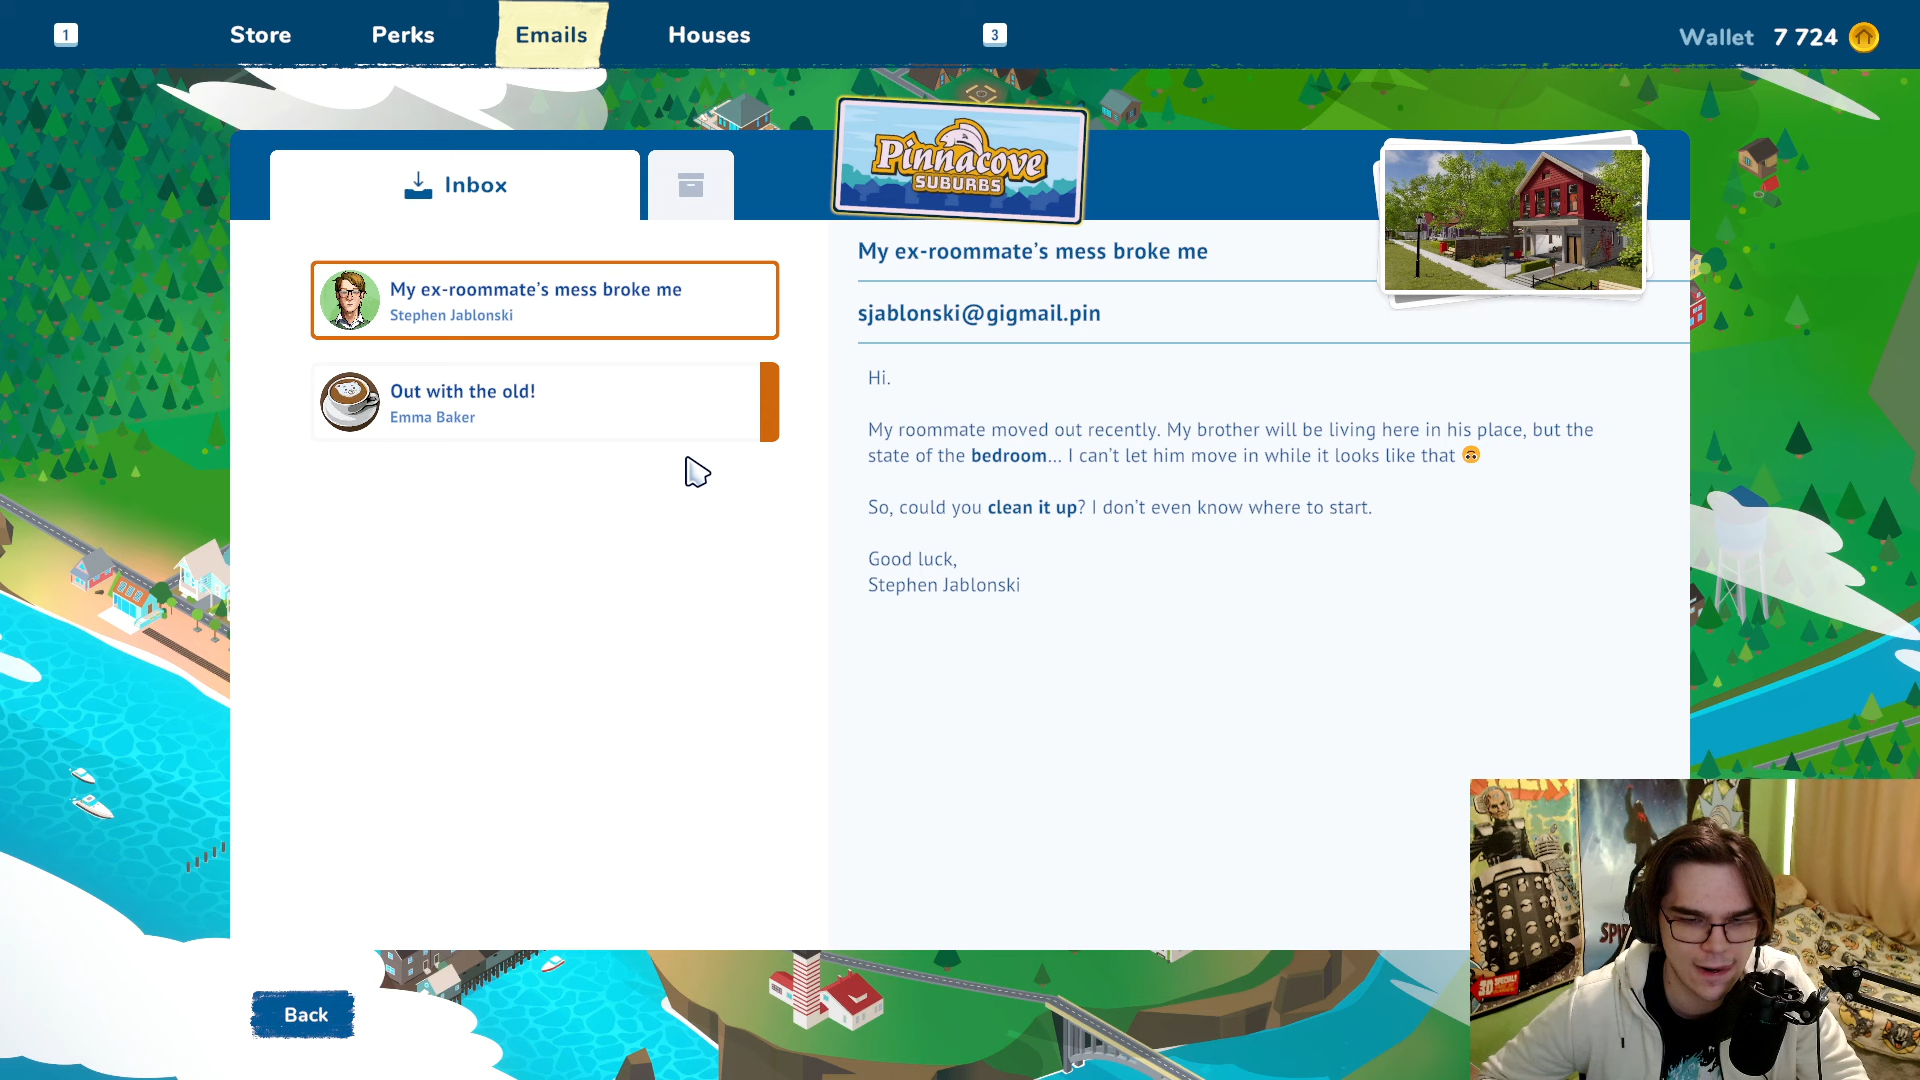 1
Store
Perks
Emails
Houses
3
Wallet 7 724
Inbox
Pinnacove
SUBURBS
My ex-roommate's mess broke me
Stephen Jablonski
Out with the old!
Emma Baker
My ex-roommate's mess broke me
sjablonski@gigmail.pin
Hi.
My roommate moved out recently. My brother will be living here in his place, but the
state of the bedroom... I can't let him move in while it looks like that
So, could you clean it up? I don't even know where to start.
Good luck,
Stephen Jablonski
Back